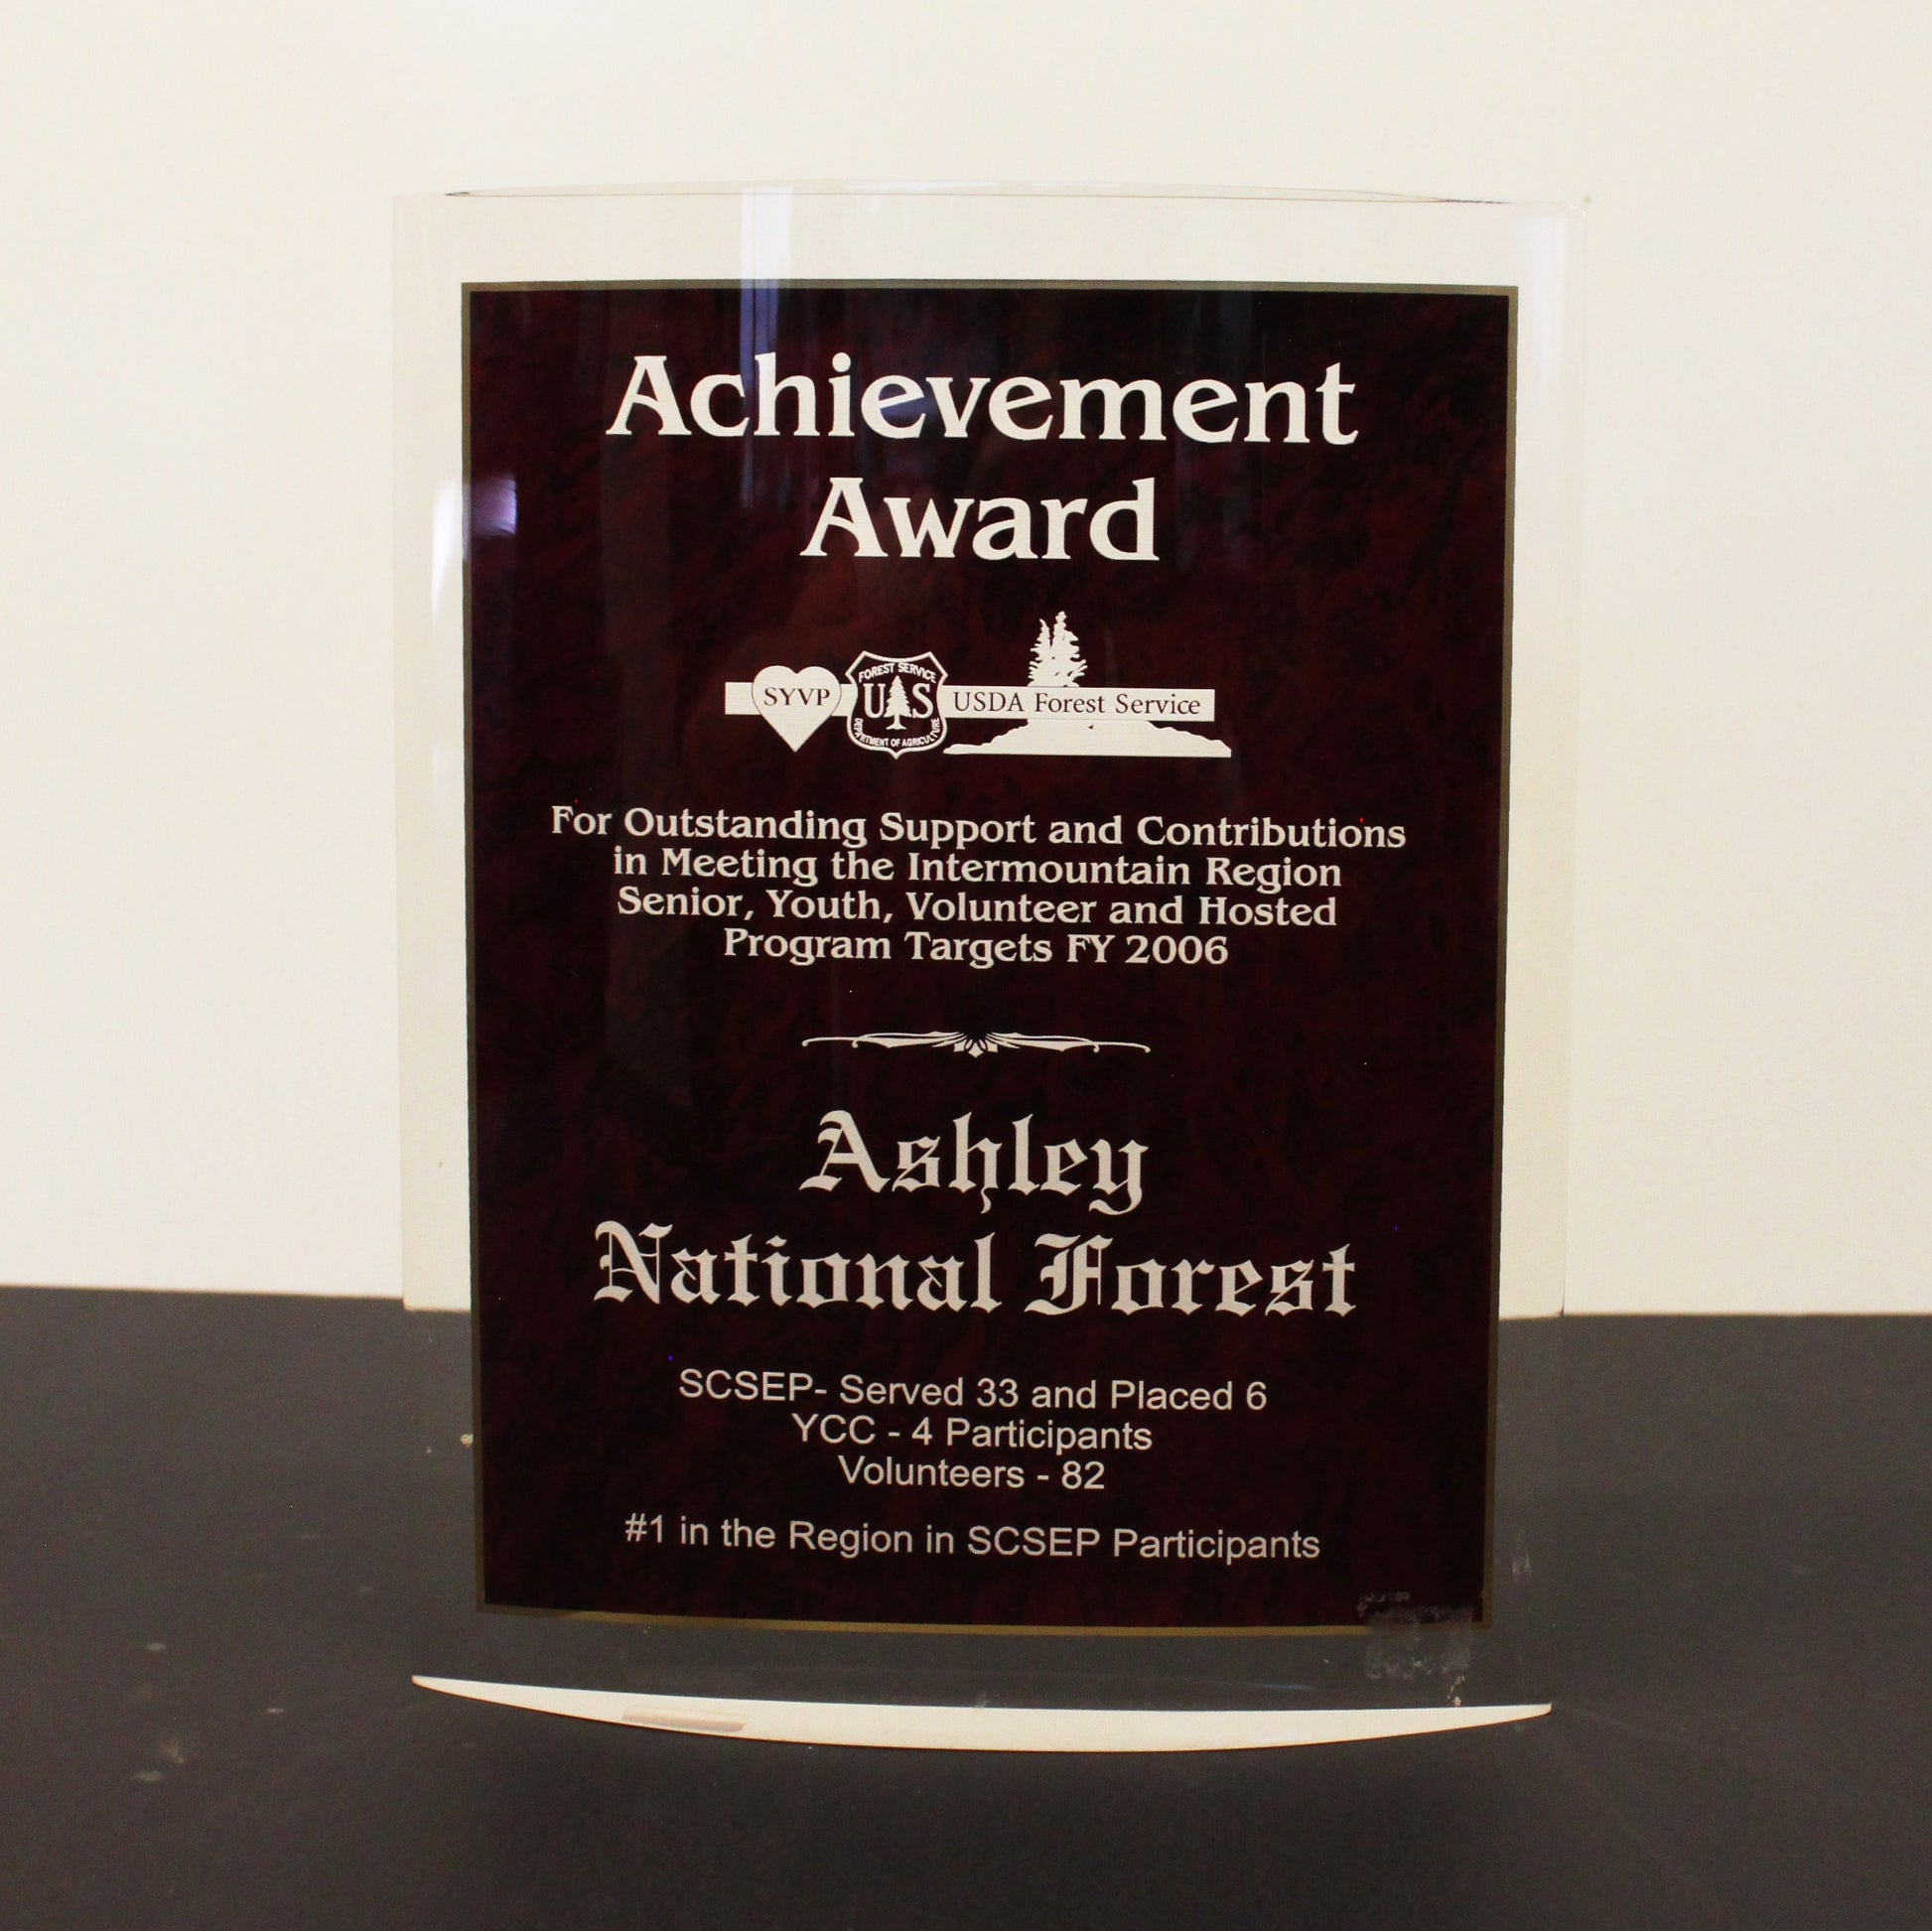 Achievement
Award
SYVP
FOREST SERVICE
U S
DEPARTMENT OF AGRICULTURE
USDA Forest Service
For Outstanding Support and Contributions
in Meeting the Intermountain Region
Senior, Youth, Volunteer and Hosted
Program Targets FY 2006
Ashley
National Forest
SCSEP- Served 33 and Placed 6
YCC - 4 Participants
Volunteers - 82
#1 in the Region in SCSEP Participants